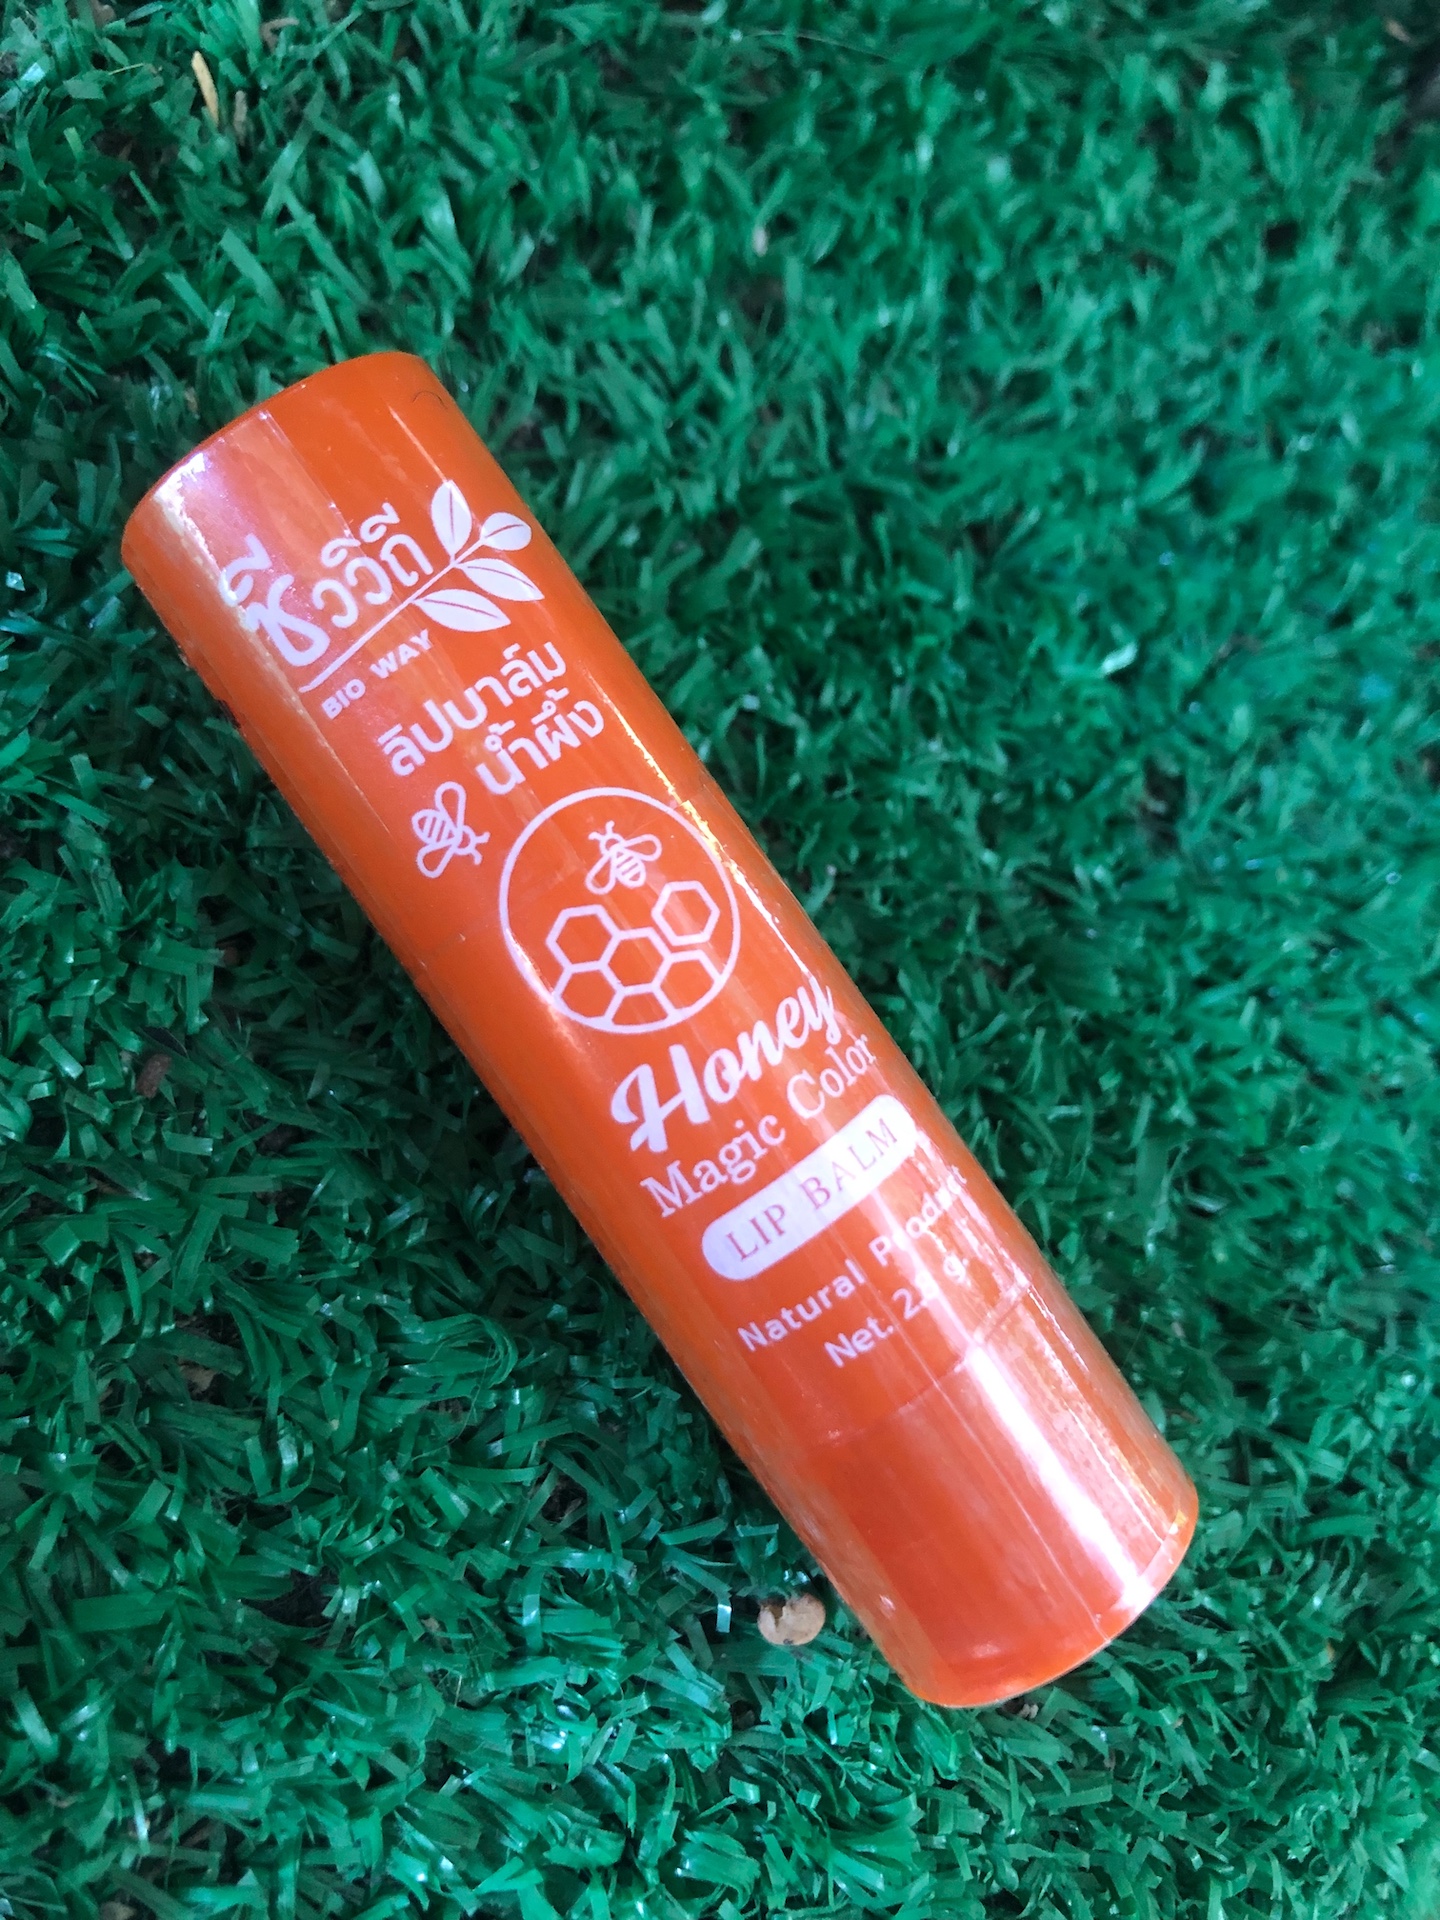 ชีววิถี
BIO WAY
ลิปบาล์ม
น้ำผึ้ง
Honey
Magic Color
LIP BALM
Natural Product
Net. g.